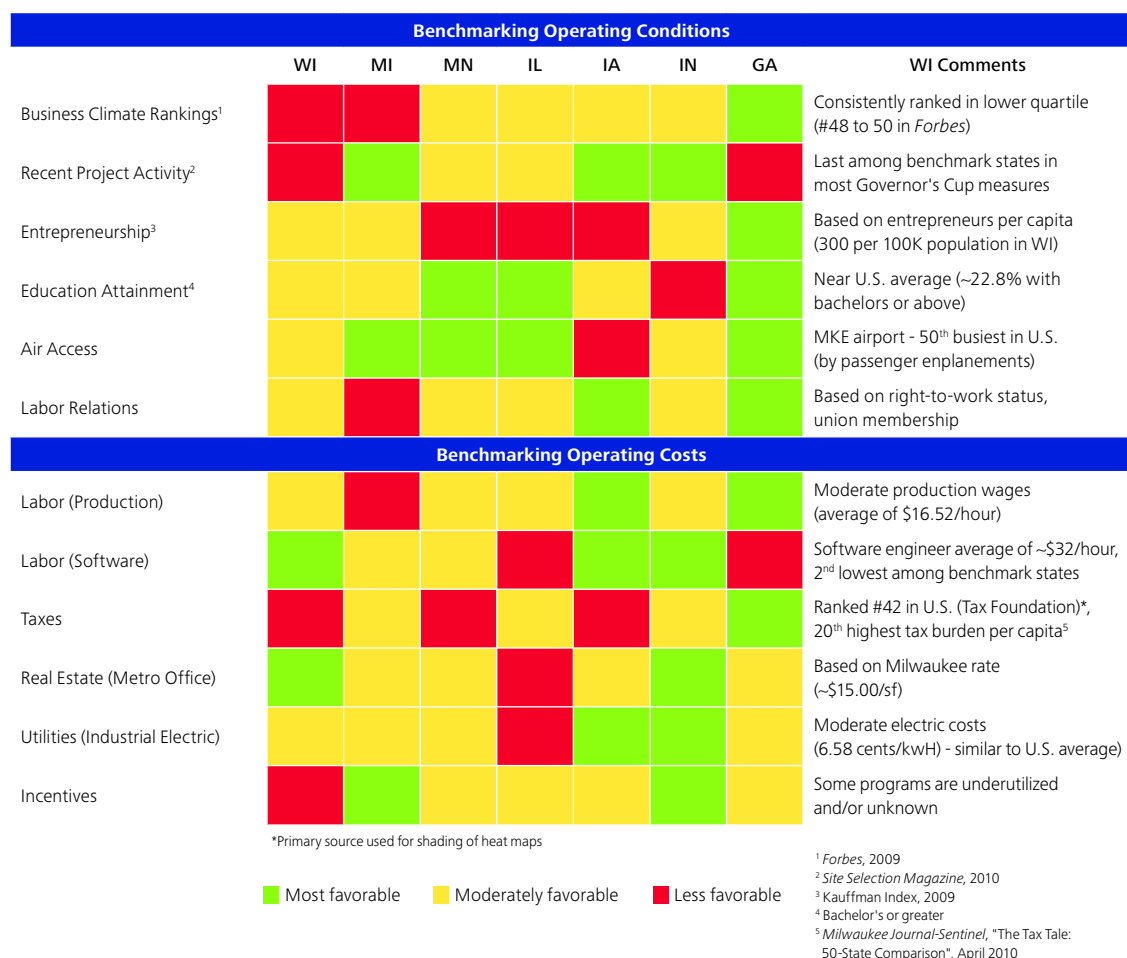 Benchmarking Operating Conditions
WI MI MN IL IA IN GA WI Comments
Business Climate Rankings¹ Consistently ranked in lower quartile
(#48 to 50 in Forbes)
Recent Project Activity² Last among benchmark states in
most Governor's Cup measures
Entrepreneurship³ Based on entrepreneurs per capita
(300 per 100K population in WI)
Education Attainment⁴ Near U.S. average (~22.8% with
bachelors or above)
Air Access MKE airport - 50th busiest in U.S.
(by passenger enplanements)
Labor Relations Based on right-to-work status,
union membership
Benchmarking Operating Costs
Labor (Production) Moderate production wages
(average of $16.52/hour)
Labor (Software) Software engineer average of ~$32/hour,
2nd lowest among benchmark states
Taxes Ranked #42 in U.S. (Tax Foundation)*,
20th highest tax burden per capita⁵
Real Estate (Metro Office) Based on Milwaukee rate
(~$15.00/sf)
Utilities (Industrial Electric) Moderate electric costs
(6.58 cents/kwH) - similar to U.S. average)
Incentives Some programs are underutilized
and/or unknown
*Primary source used for shading of heat maps
Most favorable Moderately favorable Less favorable
¹ Forbes, 2009
² Site Selection Magazine, 2010
³ Kauffman Index, 2009
⁴ Bachelor's or greater
⁵ Milwaukee Journal-Sentinel, "The Tax Tale:
50-State Comparison", April 2010